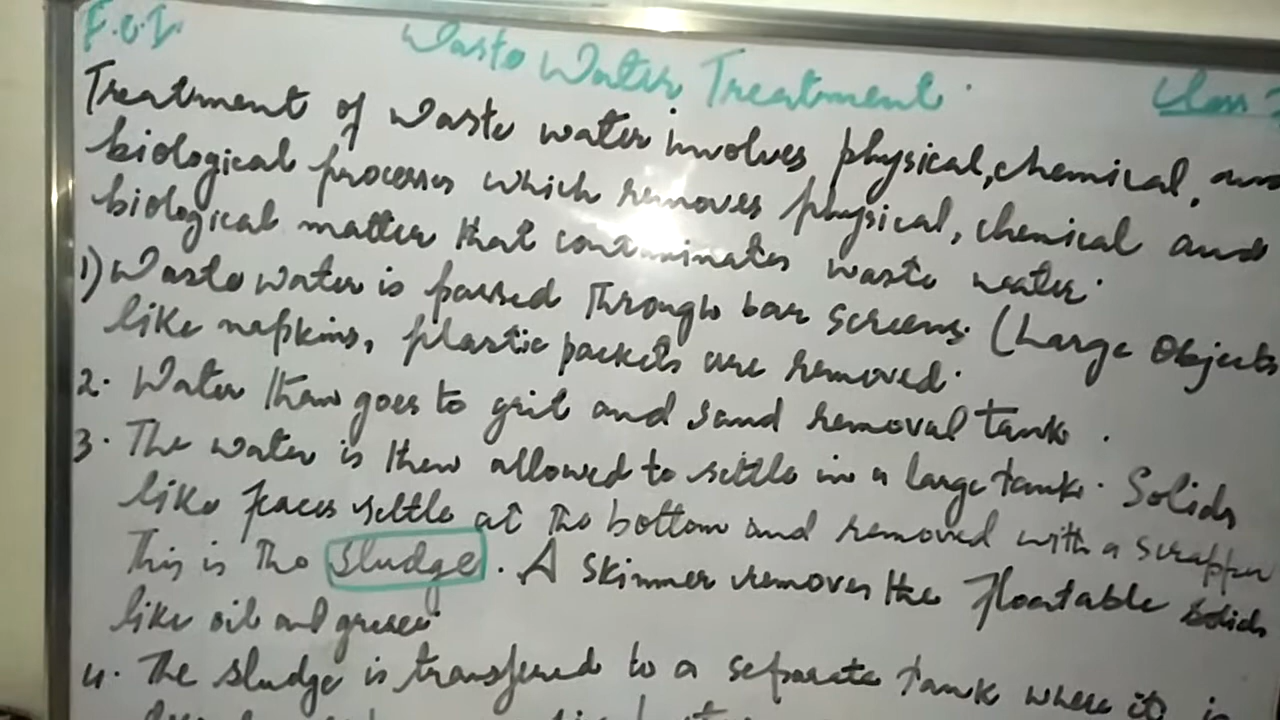 F.C.I. Waste Water Treatment. Class
Treatment of waste water involves physical, chemical, and
biological processes which removes physical, chemical and
biological matter that contaminates waste water.
1) Waste water is passed through bar screens. (Large objects
like napkins, plastic packets are removed.
2. Water then goes to grit and sand removal tank.
3. The water is then allowed to settle in a large tank. Solids
like feaces settle at the bottom and removed with a scrapper
This is the sludge. A skimmer removes the floatable solids
like oil and grease.
4. The sludge is transfered to a separate tank where it is